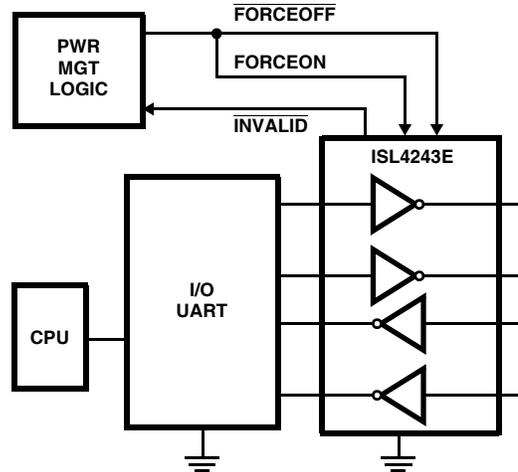 FORCEOFF
PWR
MGT
LOGIC
FORCEON
INVALID
ISL4243E
I/O
UART
CPU